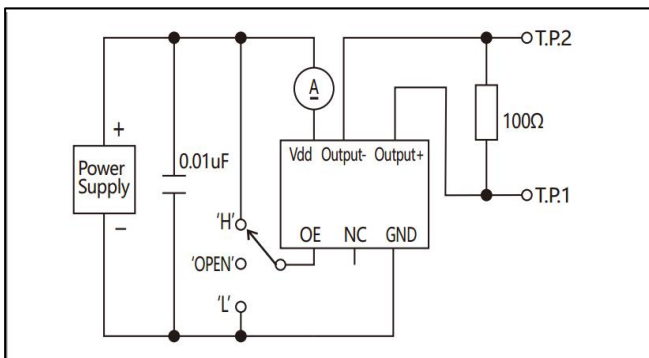 T.P.2
A
+
Vdd Output- Output+
100Ω
Power
Supply
0.01uF
T.P.1
'H'
OE NC GND
−
'OPEN'
'L'